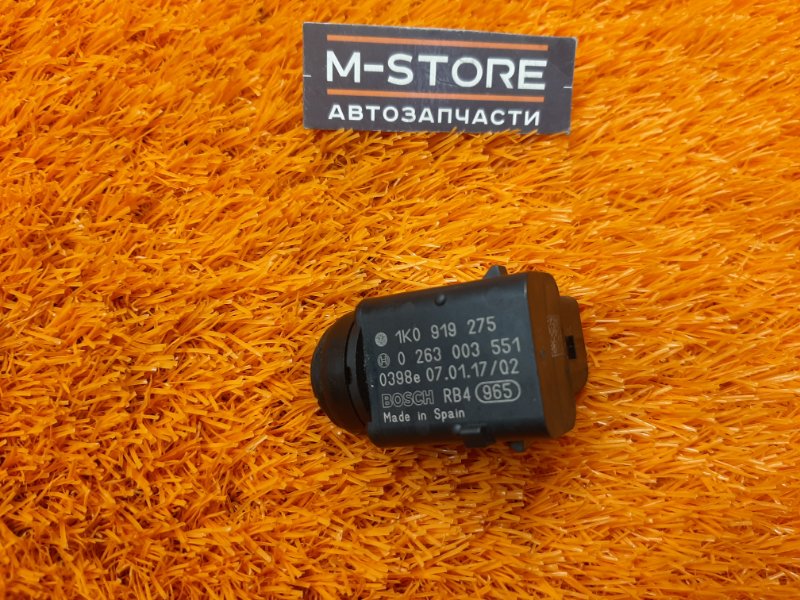 M-STORE
АВТОЗАПЧАСТИ
1K0 919 275
0 263 003 551
0398e 07.01.17/02
BOSCH RB4 965
Made in Spain